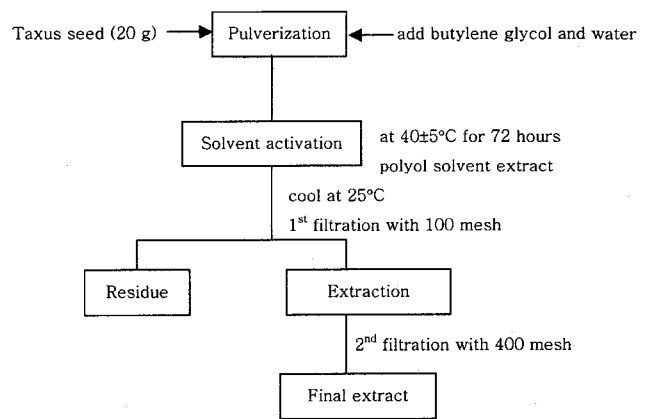 Taxus seed (20 g)
Pulverization
add butylene glycol and water
Solvent activation
at 40±5°C for 72 hours
polyol solvent extract
cool at 25°C
1st filtration with 100 mesh
Residue
Extraction
2nd filtration with 400 mesh
Final extract